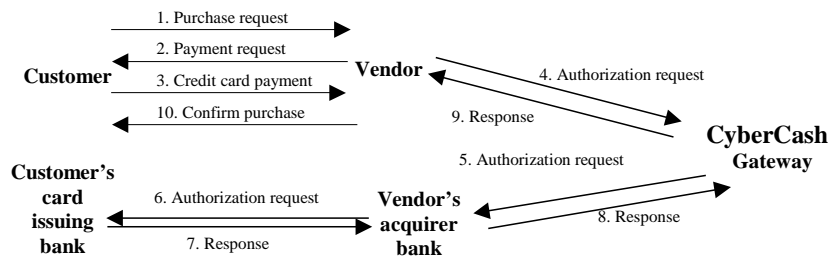 1. Purchase request
2. Payment request
Customer
Vendor
3. Credit card payment
10. Confirm purchase
4. Authorization request
9. Response
CyberCash
Gateway
5. Authorization request
Customer's
card
issuing
bank
6. Authorization request
7. Response
Vendor's
acquirer
bank
8. Response